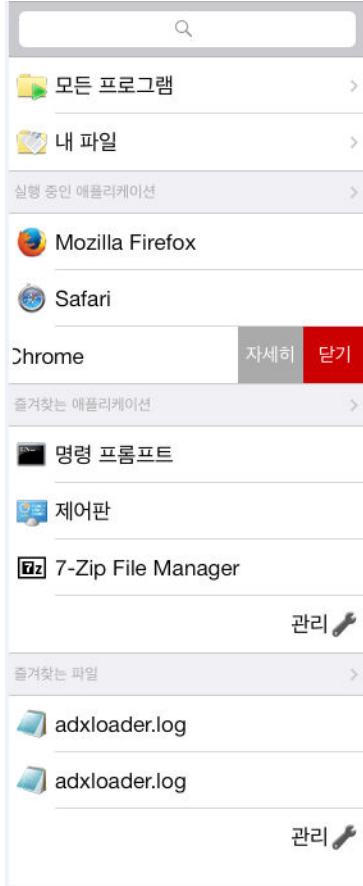 모든 프로그램
내 파일
실행 중인 애플리케이션
Mozilla Firefox
Safari
Chrome 자세히 닫기
즐겨찾는 애플리케이션
명령 프롬프트
제어판
7-Zip File Manager
관리
즐겨찾는 파일
adxloader.log
adxloader.log
관리